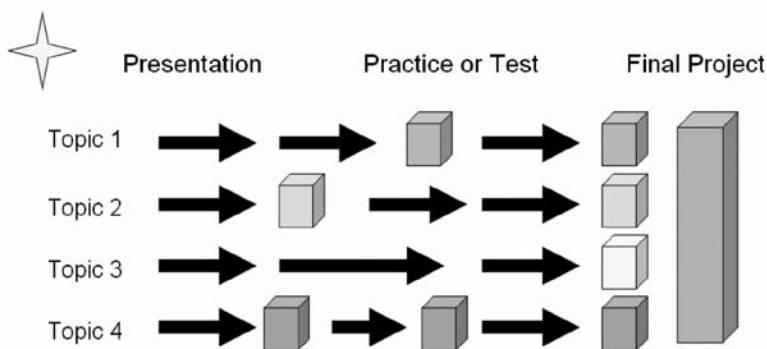 Presentation Practice or Test Final Project
Topic 1
Topic 2
Topic 3
Topic 4